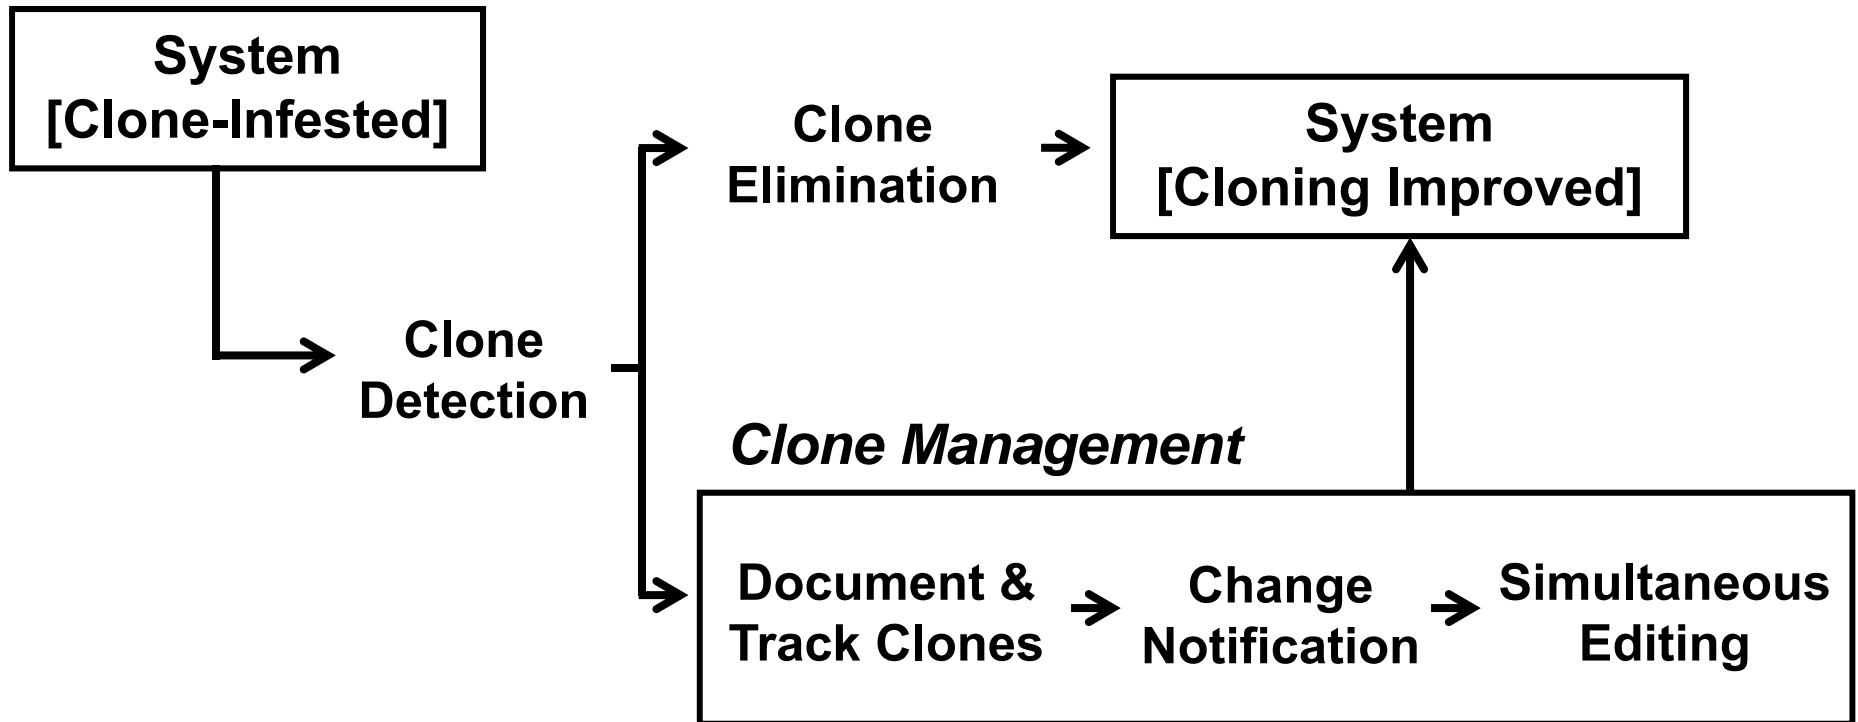 System
[Clone-Infested]
Clone
Detection
Clone
Elimination
System
[Cloning Improved]
Clone Management
Document &
Track Clones
Change
Notification
Simultaneous
Editing